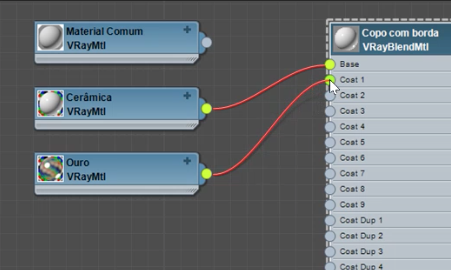 Material Comum
VRayMtl
Cerâmica
VRayMtl
Ouro
VRayMtl
Copo com borda
VRayBlendMtl
Base
Coat 1
Coat 2
Coat 3
Coat 4
Coat 5
Coat 6
Coat 7
Coat 8
Coat 9
Coat Dup 1
Coat Dup 2
Coat Dup 3
Coat Dup 4